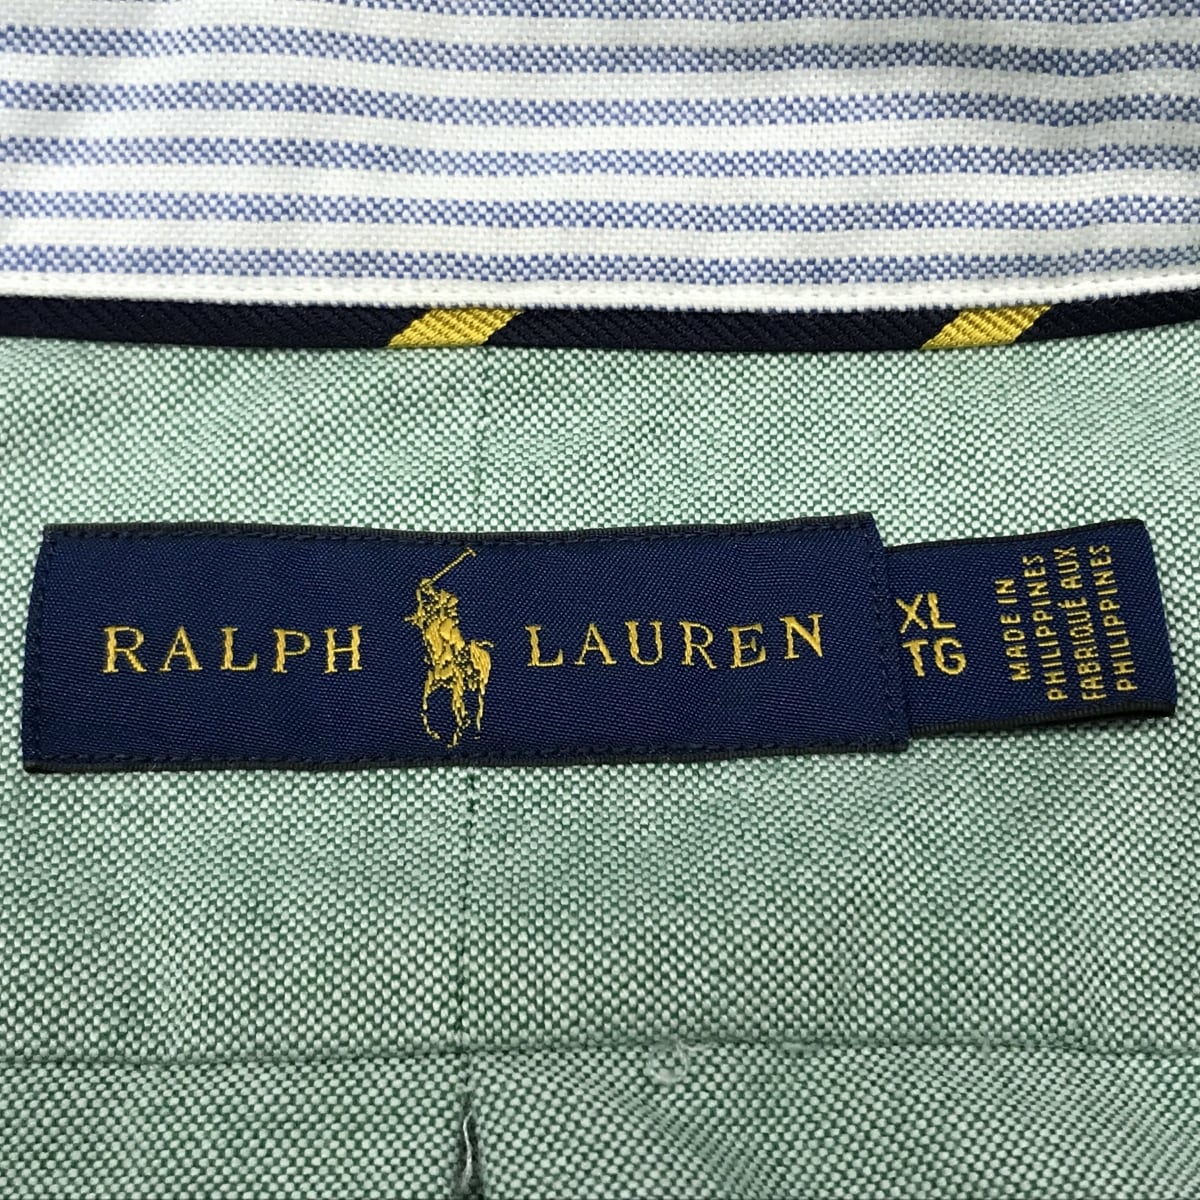 RALPH LAUREN
XL
TG
MADE IN
PHILIPPINES
FABRIQUÉ AUX
PHILIPPINES